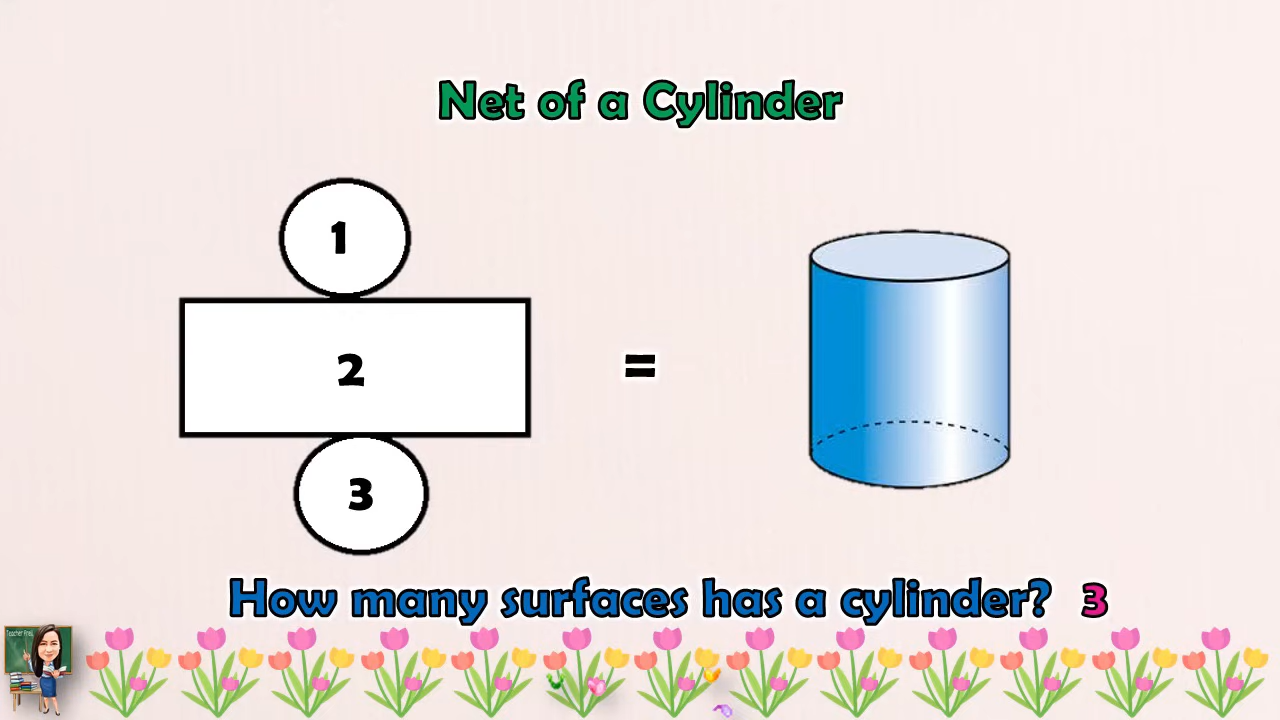 Net of a Cylinder
1
2
=
3
How many surfaces has a cylinder? 3